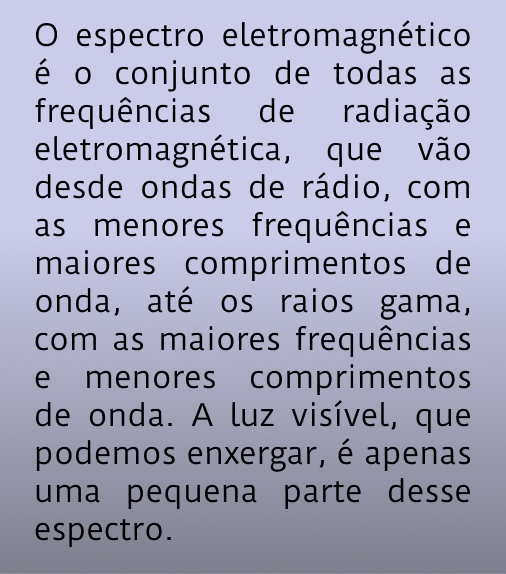 O espectro eletromagnético
é o conjunto de todas as
frequências de radiação
eletromagnética, que vão
desde ondas de rádio, com
as menores frequências e
maiores comprimentos de
onda, até os raios gama,
com as maiores frequências
e menores comprimentos
de onda. A luz visível, que
podemos enxergar, é apenas
uma pequena parte desse
espectro.